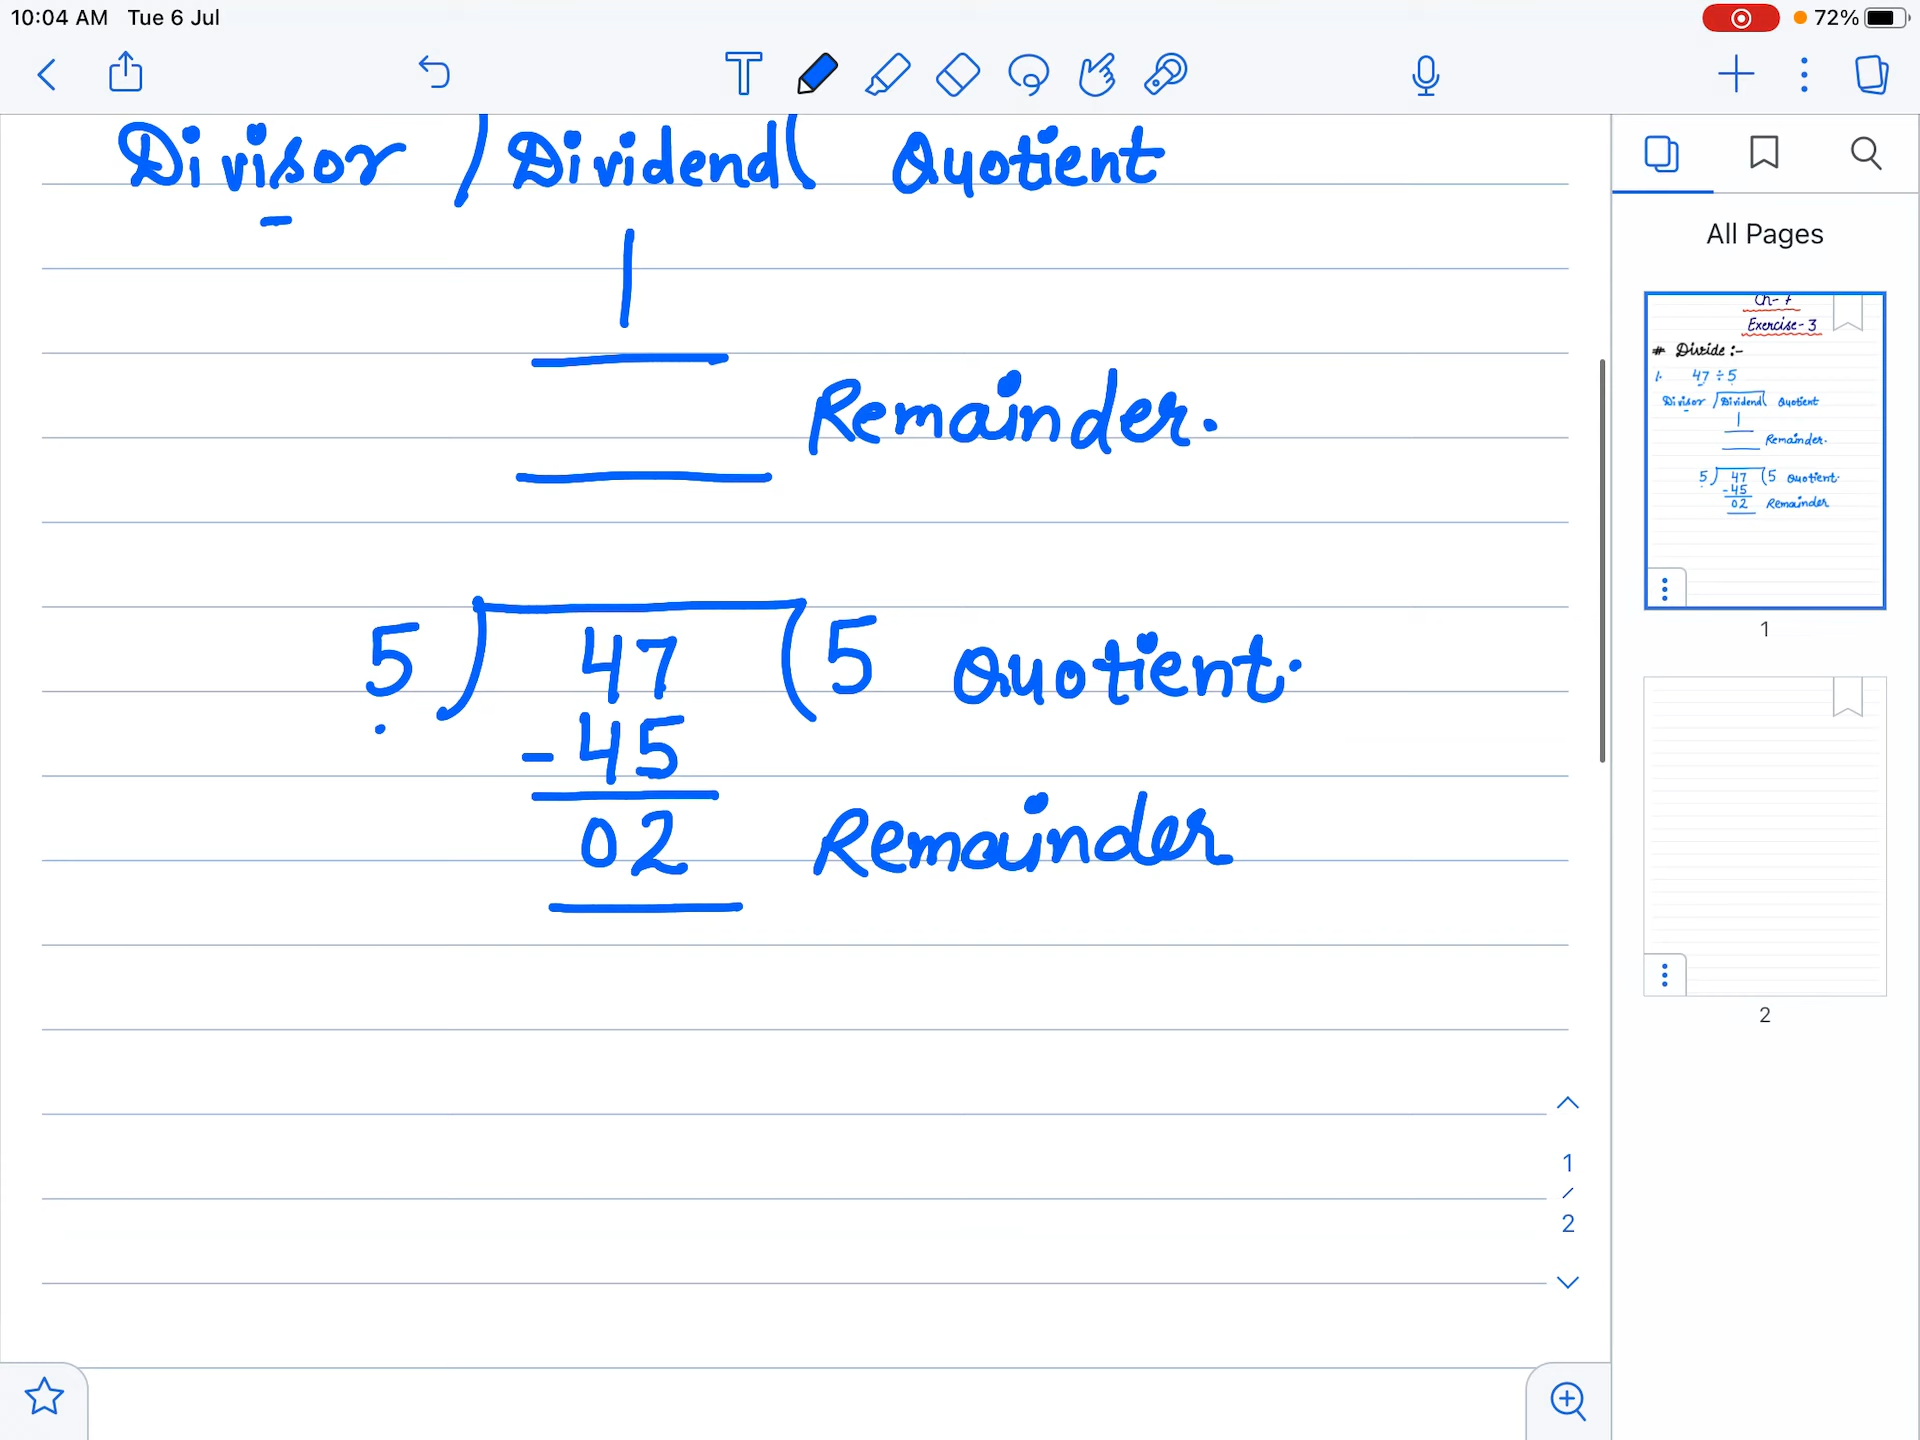 10:04 AM Tue 6 Jul
72%
T
Divisor ) Dividend ( Quotient
Remainder.
5 ) 47 ( 5 Quotient.
- 45
02 Remainder
1
/
2
All Pages
Ch- 7
Exercise- 3
# Divide :-
1. 47 ÷ 5
Divisor ) Dividend ( Quotient
Remainder.
5 ) 47 ( 5 Quotient.
- 45
02 Remainder
1
2